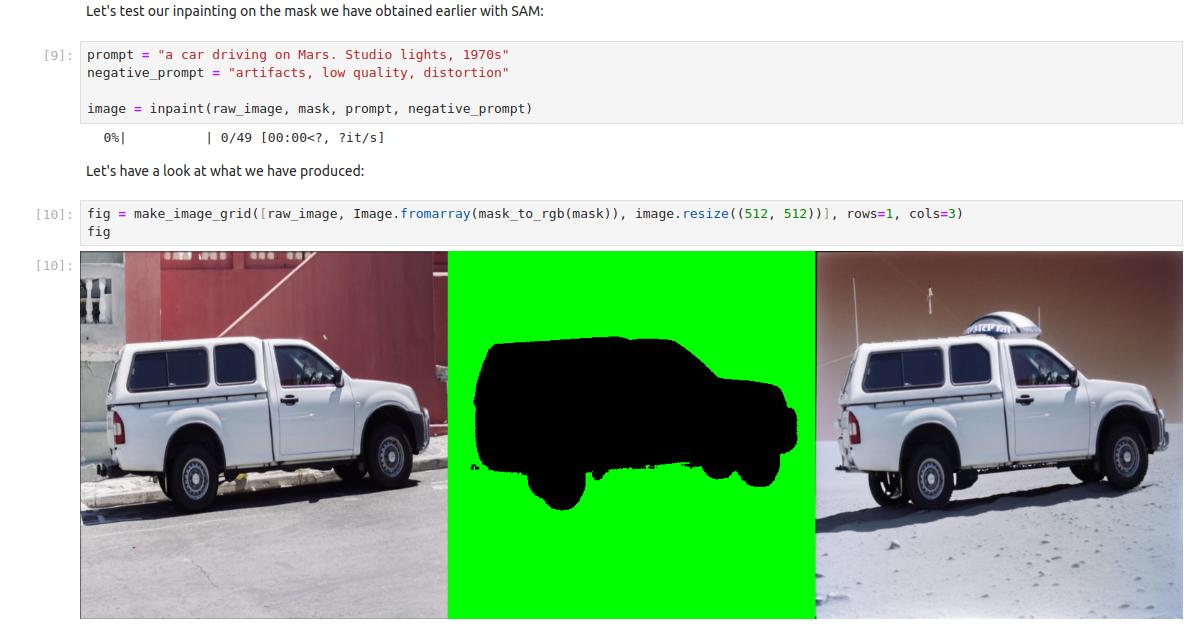 Let's test our inpainting on the mask we have obtained earlier with SAM:
[9]:
prompt = "a car driving on Mars. Studio lights, 1970s"
negative_prompt = "artifacts, low quality, distortion"
image = inpaint(raw_image, mask, prompt, negative_prompt)
0%|          | 0/49 [00:00<?, ?it/s]
Let's have a look at what we have produced:
[10]:
fig = make_image_grid([raw_image, Image.fromarray(mask_to_rgb(mask)), image.resize((512, 512))], rows=1, cols=3)
fig
[10]: